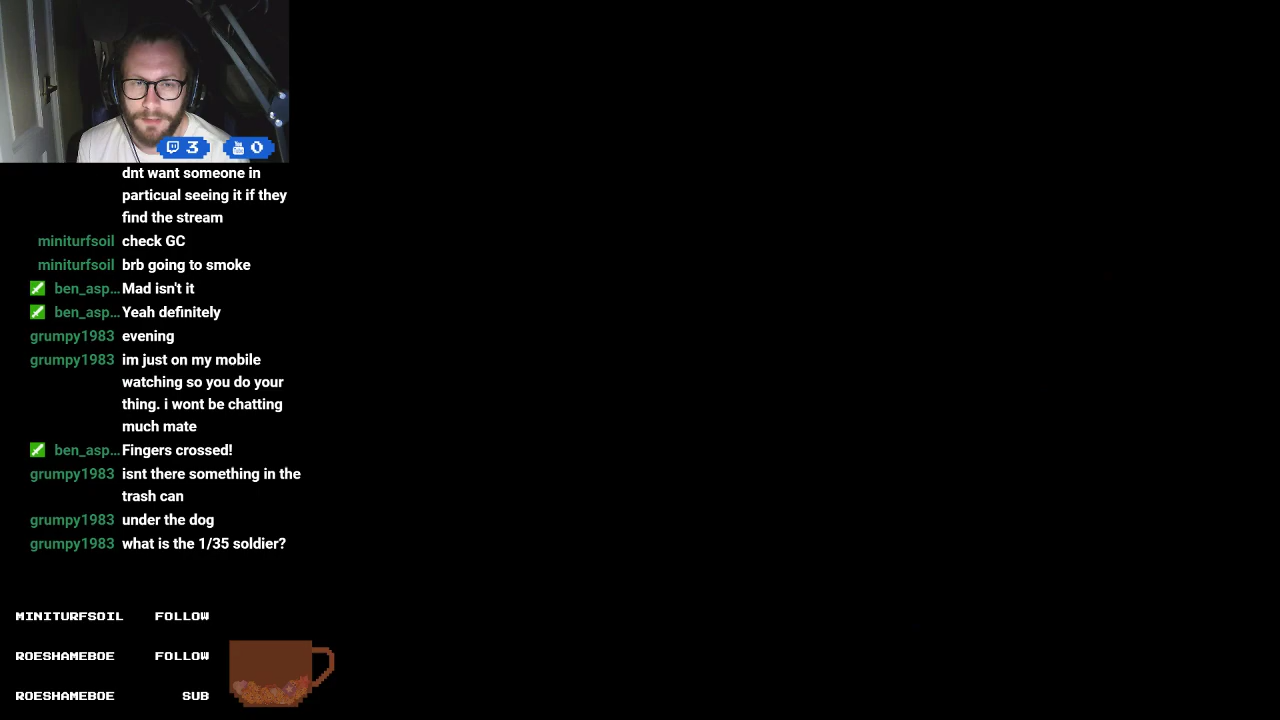 3
0
dnt want someone in
particual seeing it if they
find the stream
miniturfsoil check GC
miniturfsoil brb going to smoke
ben_asp… Mad isn't it
ben_asp… Yeah definitely
grumpy1983 evening
grumpy1983 im just on my mobile
watching so you do your
thing. i wont be chatting
much mate
ben_asp… Fingers crossed!
grumpy1983 isnt there something in the
trash can
grumpy1983 under the dog
grumpy1983 what is the 1/35 soldier?
MINITURFSOIL FOLLOW
ROESHAMEBOE FOLLOW
ROESHAMEBOE SUB